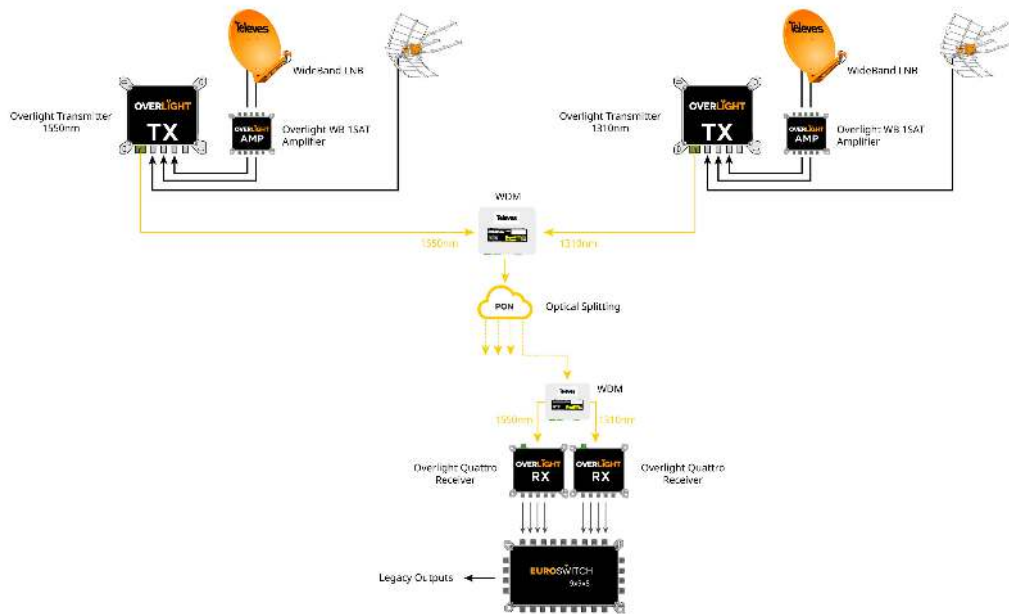 Televes
WideBand LNB
Overlight Transmitter
1550nm
OVERLIGHT
TX
OVERLIGHT
AMP
Overlight WB 1SAT
Amplifier
Televes
WideBand LNB
Overlight Transmitter
1310nm
OVERLIGHT
TX
OVERLIGHT
AMP
Overlight WB 1SAT
Amplifier
WDM
Televes
1550nm
1310nm
PON
Optical Splitting
WDM
Televes
1550nm
1310nm
Overlight Quattro
Receiver
OVERLIGHT
RX
OVERLIGHT
RX
Overlight Quattro
Receiver
Legacy Outputs
EUROSWITCH